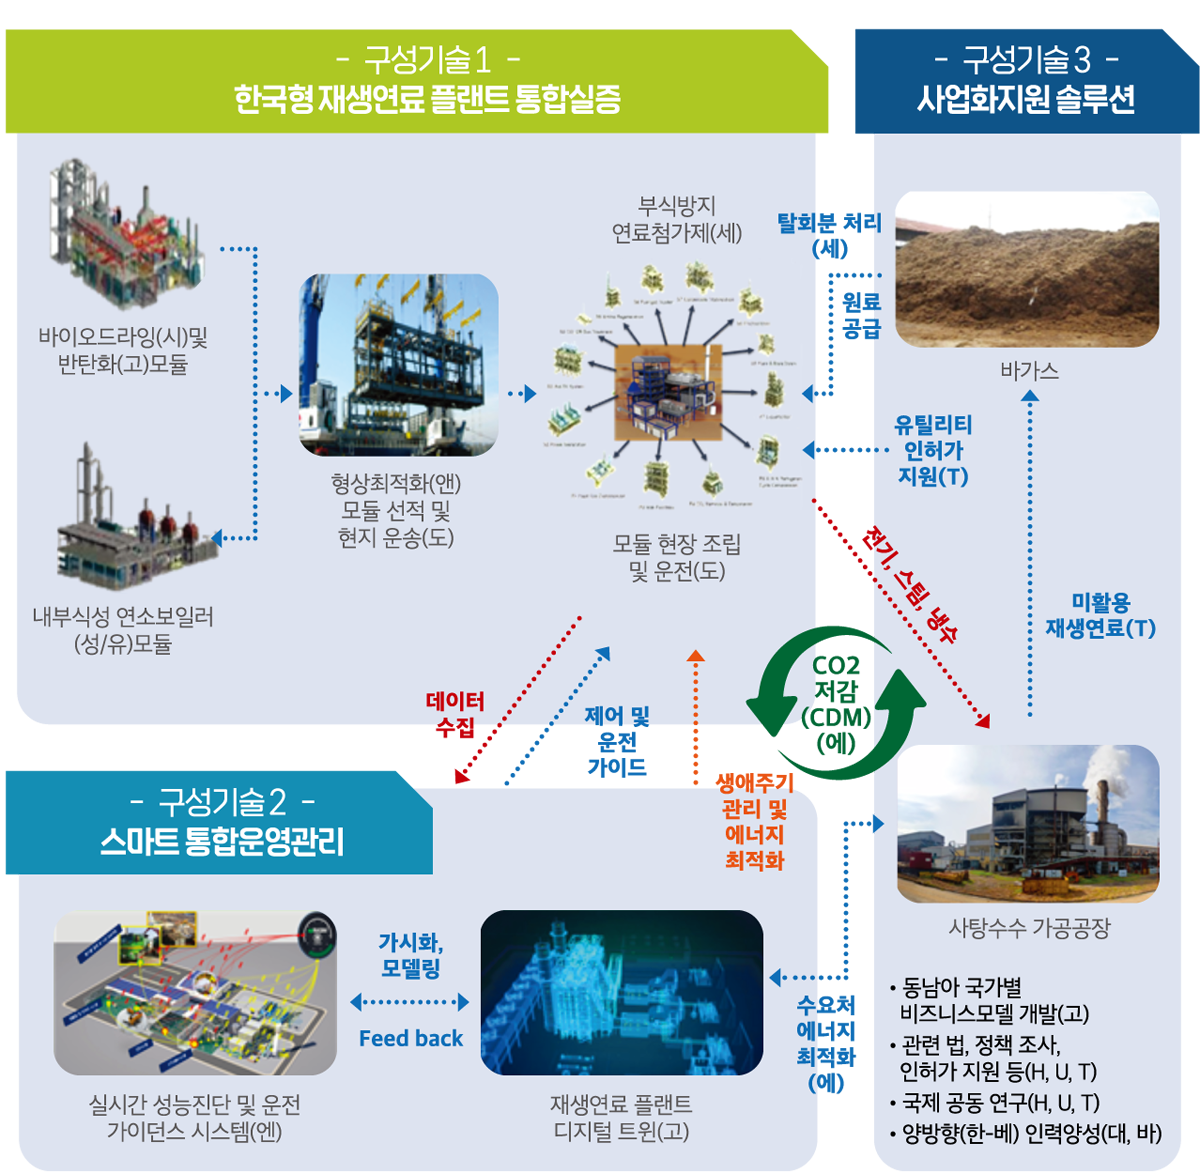 - 구성기술 1 -
한국형 재생연료 플랜트 통합실증
바이오드라잉(시)및
반탄화(고)모듈
내부식성 연소보일러
(성/유)모듈
형상최적화(앤)
모듈 선적 및
현지 운송(도)
부식방지
연료첨가제(세)
모듈 현장 조립
및 운전(도)
- 구성기술 3 -
사업화지원 솔루션
탈회분 처리
(세)
원료
공급
바가스
유틸리티
인허가
지원(T)
전기, 스팀, 냉수
미활용
재생연료(T)
CO2
저감
(CDM)
(에)
데이터
수집
제어 및
운전
가이드
생애주기
관리 및
에너지
최적화
- 구성기술 2 -
스마트 통합운영관리
가시화,
모델링
Feed back
실시간 성능진단 및 운전
가이던스 시스템(엔)
재생연료 플랜트
디지털 트윈(고)
수요처
에너지
최적화
(에)
사탕수수 가공공장
• 동남아 국가별
비즈니스모델 개발(고)
• 관련 법, 정책 조사,
인허가 지원 등(H, U, T)
• 국제 공동 연구(H, U, T)
• 양방향(한-베) 인력양성(대, 바)